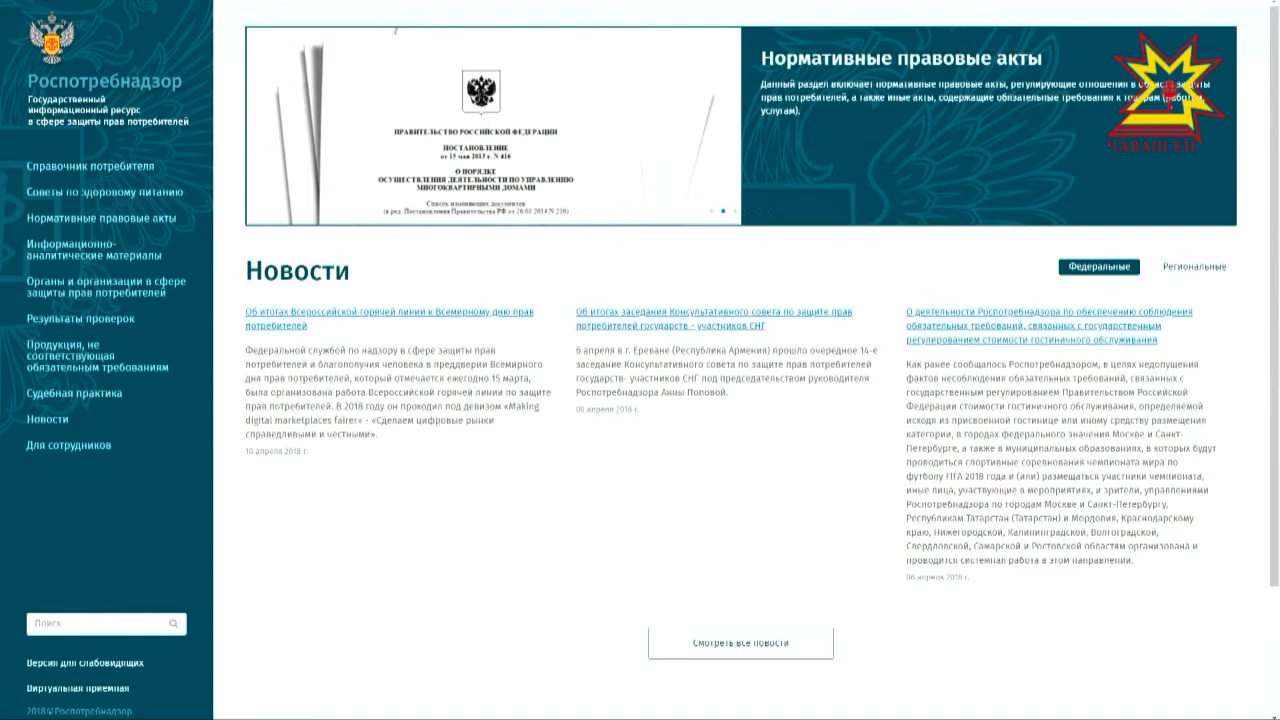 Роспотребнадзор
Государственный
информационный ресурс
в сфере защиты прав потребителей
Справочник потребителя
Советы по здоровому питанию
Нормативные правовые акты
Информационно-
аналитические материалы
Органы и организации в сфере
защиты прав потребителей
Результаты проверок
Продукция, не
соответствующая
обязательным требованиям
Судебная практика
Новости
Для сотрудников
Поиск
Версия для слабовидящих
Виртуальная приемная
2018 © Роспотребнадзор
ПРАВИТЕЛЬСТВО РОССИЙСКОЙ ФЕДЕРАЦИИ
ПОСТАНОВЛЕНИЕ
от 15 мая 2013 г. N 416
О ПОРЯДКЕ
ОСУЩЕСТВЛЕНИЯ ДЕЯТЕЛЬНОСТИ ПО УПРАВЛЕНИЮ
МНОГОКВАРТИРНЫМИ ДОМАМИ
Список изменяющих документов
(в ред. Постановления Правительства РФ от 26.03.2014 N 230)
Нормативные правовые акты
Данный раздел включает нормативные правовые акты, регулирующие отношения в области защиты
прав потребителей, а также иные акты, содержащие обязательные требования к товарам (работам,
услугам).
ЧАВАШ ЕН
Новости
Федеральные
Региональные
Об итогах Всероссийской горячей линии к Всемирному дню прав
потребителей
Федеральной службой по надзору в сфере защиты прав
потребителей и благополучия человека в преддверии Всемирного
дня прав потребителей, который отмечается ежегодно 15 марта,
была организована работа Всероссийской горячей линии по защите
прав потребителей. В 2018 году он проходил под девизом «Making
digital marketplaces fairer» - «Сделаем цифровые рынки
справедливыми и честными».
10 апреля 2018 г.
Об итогах заседания Консультативного совета по защите прав
потребителей государств - участников СНГ
6 апреля в г. Ереване (Республика Армения) прошло очередное 14-е
заседание Консультативного совета по защите прав потребителей
государств- участников СНГ под председательством руководителя
Роспотребнадзора Анны Поповой.
06 апреля 2018 г.
О деятельности Роспотребнадзора по обеспечению соблюдения
обязательных требований, связанных с государственным
регулированием стоимости гостиничного обслуживания
Как ранее сообщалось Роспотребнадзором, в целях недопущения
фактов несоблюдения обязательных требований, связанных с
государственным регулированием Правительством Российской
Федерации стоимости гостиничного обслуживания, определяемой
исходя из присвоенной гостинице или иному средству размещения
категории, в городах федерального значения Москве и Санкт-
Петербурге, а также в муниципальных образованиях, в которых будут
проводиться спортивные соревнования чемпионата мира по
футболу FIFA 2018 года и (или) размещаться участники чемпионата,
иные лица, участвующие в мероприятиях, и зрители, управлениями
Роспотребнадзора по городам Москве и Санкт-Петербургу,
Республикам Татарстан (Татарстан) и Мордовия, Краснодарскому
краю, Нижегородской, Калининградской, Волгоградской,
Свердловской, Самарской и Ростовской областям организована и
проводится системная работа в этом направлении.
06 апреля 2018 г.
Смотреть все новости